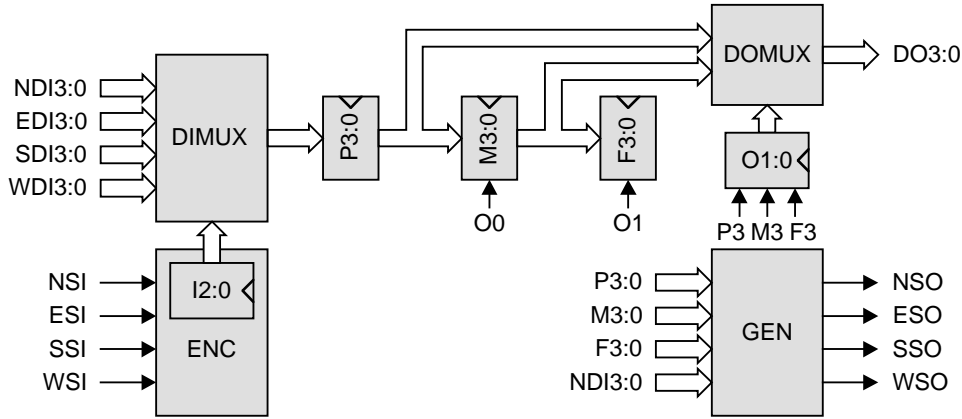 NDI3:0
EDI3:0
SDI3:0
WDI3:0
DIMUX
P3:0
M3:0
F3:0
O0
O1
DOMUX
DO3:0
O1:0
P3 M3 F3
NSI
ESI
SSI
WSI
I2:0
ENC
P3:0
M3:0
F3:0
NDI3:0
GEN
NSO
ESO
SSO
WSO